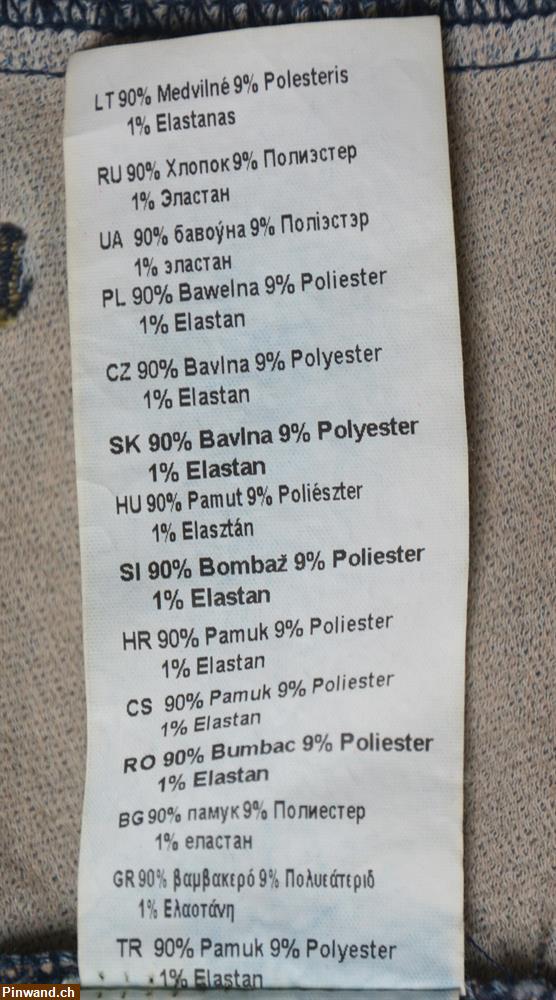 LT 90% Medvilné 9% Polesteris
1% Elastanas
RU 90% Хлопок 9% Полиэстер
1% Эластан
UA 90% бавоўна 9% Поліэстэр
1% эластан
PL 90% Bawelna 9% Poliester
1% Elastan
CZ 90% Bavlna 9% Polyester
1% Elastan
SK 90% Bavlna 9% Polyester
1% Elastan
HU 90% Pamut 9% Poliészter
1% Elasztán
SI 90% Bombaž 9% Poliester
1% Elastan
HR 90% Pamuk 9% Poliester
1% Elastan
CS 90% Pamuk 9% Poliester
1% Elastan
RO 90% Bumbac 9% Poliester
1% Elastan
BG 90% памук 9% Полиестер
1% еластан
GR 90% βαμβακερό 9% Πολυεάτεριδ
1% Ελαοτάνη
TR 90% Pamuk 9% Polyester
1% Elastan
Pinwand.ch